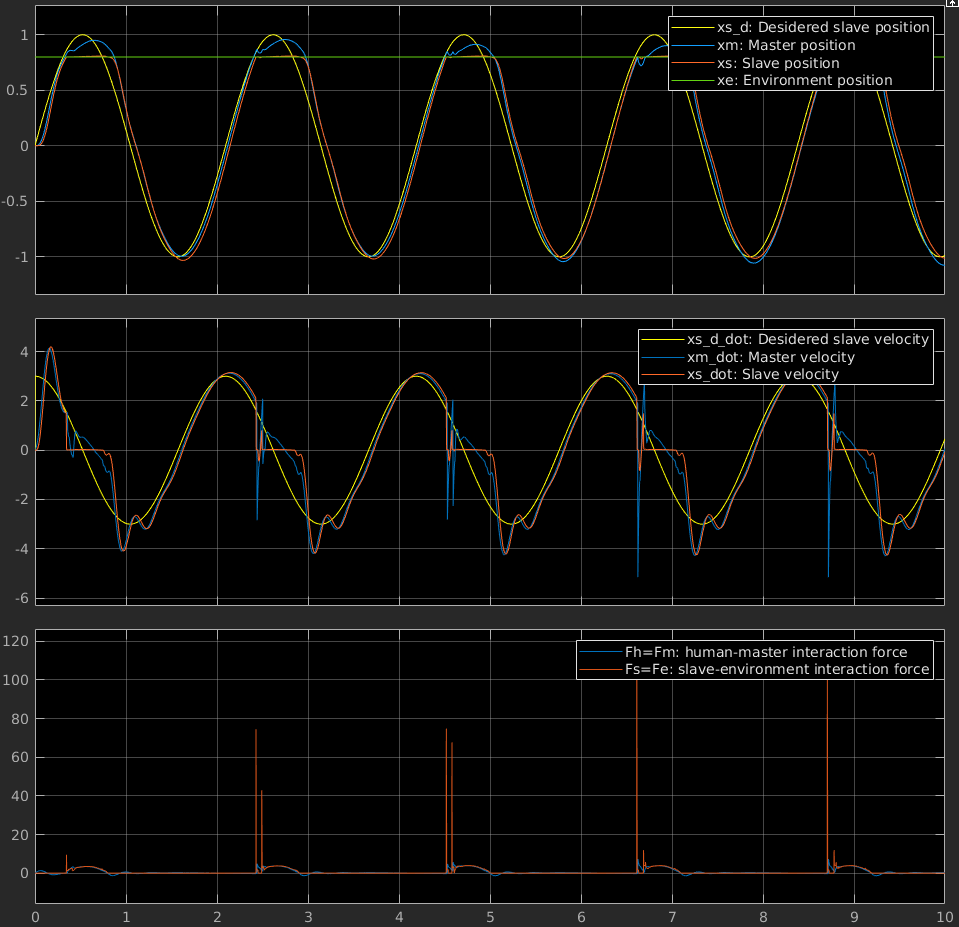 xs_d: Desidered slave position
xm: Master position
xs: Slave position
xe: Environment position
1
0.5
0
-0.5
-1
xs_d_dot: Desidered slave velocity
xm_dot: Master velocity
xs_dot: Slave velocity
4
2
0
-2
-4
-6
Fh=Fm: human-master interaction force
Fs=Fe: slave-environment interaction force
120
100
80
60
40
20
0
0 1 2 3 4 5 6 7 8 9 10